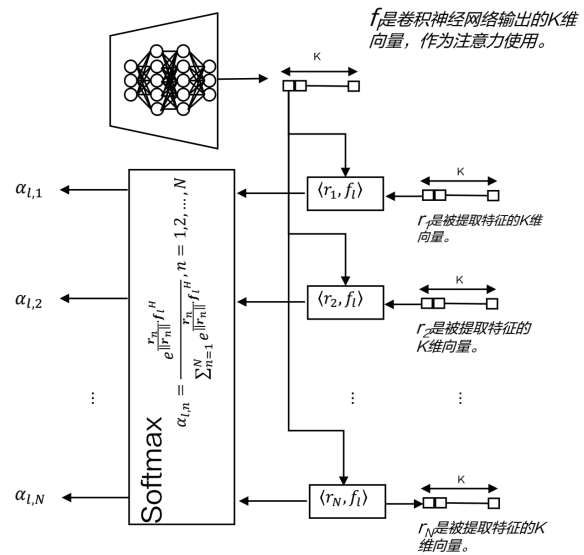 f_l是卷积神经网络输出的K维
向量，作为注意力使用。
K
α_{l,1}
⟨r_1, f_l⟩
K
r_1是被提取特征的K维
向量。
α_{l,2}
⟨r_2, f_l⟩
K
r_2是被提取特征的
K维向量。
Softmax
α_{l,n} = \frac{e^{\frac{r_n}{||r_n||} f_l^H}}{\sum_{n=1}^{N} e^{\frac{r_n}{||r_n||} f_l^H}}, n = 1,2, ..., N
⋮
⋮
⋮
α_{l,N}
⟨r_N, f_l⟩
K
r_N是被提取特征的K
维向量。